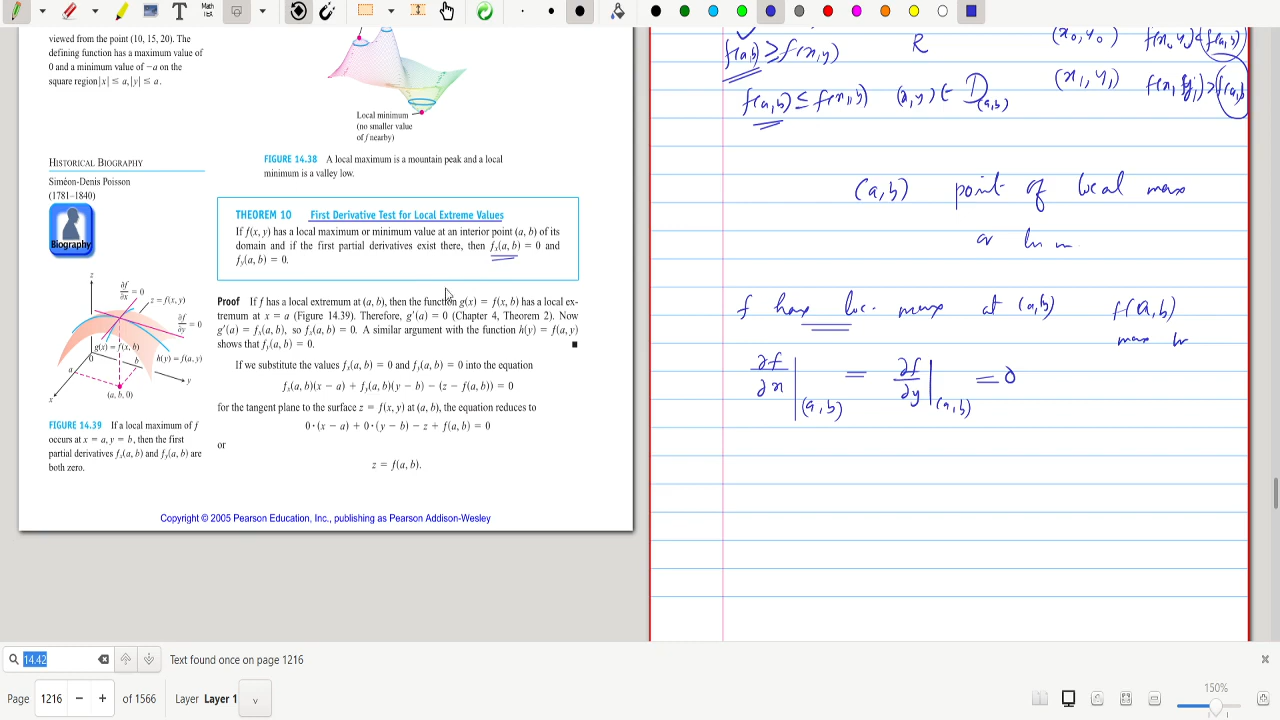 Math
T
viewed from the point (10, 15, 20). The
defining function has a maximum value of
0 and a minimum value of −a on the
square region |x| ≤ a, |y| ≤ a.
Local minimum
(no smaller value
of f nearby)
FIGURE 14.38 A local maximum is a mountain peak and a local
minimum is a valley low.
HISTORICAL BIOGRAPHY
Siméon-Denis Poisson
(1781–1840)
Biography
THEOREM 10 First Derivative Test for Local Extreme Values
If f(x, y) has a local maximum or minimum value at an interior point (a, b) of its
domain and if the first partial derivatives exist there, then fx(a, b) = 0 and
fy(a, b) = 0.
Proof If f has a local extremum at (a, b), then the function g(x) = f(x, b) has a local ex-
tremum at x = a (Figure 14.39). Therefore, g′(a) = 0 (Chapter 4, Theorem 2). Now
g′(a) = fx(a, b), so fx(a, b) = 0. A similar argument with the function h(y) = f(a, y)
shows that fy(a, b) = 0. ■
If we substitute the values fx(a, b) = 0 and fy(a, b) = 0 into the equation
fx(a, b)(x − a) + fy(a, b)(y − b) − (z − f(a, b)) = 0
for the tangent plane to the surface z = f(x, y) at (a, b), the equation reduces to
0 · (x − a) + 0 · (y − b) − z + f(a, b) = 0
or
z = f(a, b).
z
∂f/∂x = 0
z = f(x, y)
∂f/∂y = 0
g(x) = f(x, b)
h(y) = f(a, y)
0
a
b
y
x
(a, b, 0)
FIGURE 14.39 If a local maximum of f
occurs at x = a, y = b, then the first
partial derivatives fx(a, b) and fy(a, b) are
both zero.
Copyright © 2005 Pearson Education, Inc., publishing as Pearson Addison-Wesley
f(a,b) ≥ f(x,y) R (x0, y0)
f(a,b) ≤ f(x,y) (x,y) ∈ D(a,b) (x1, y1)
(a,b) point of local max
or
f has loc. max at (a,b) f(a,b)
max
∂f/∂x |(a,b) = ∂f/∂y |(a,b) = 0
14.42 Text found once on page 1216
Page 1216 of 1566 Layer Layer 1 150%